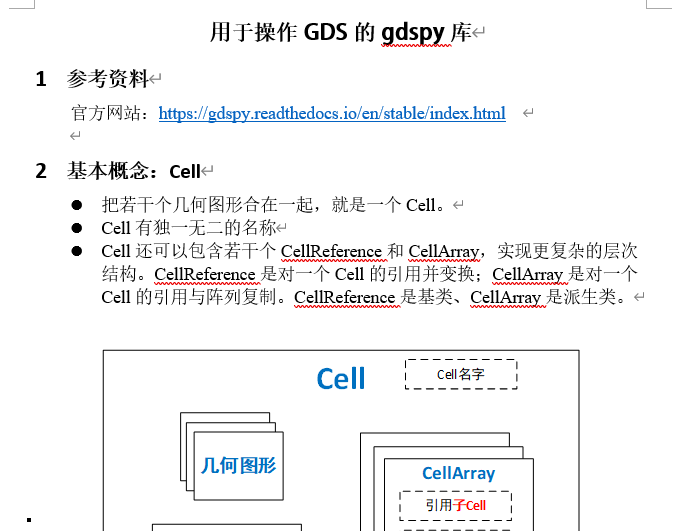 用于操作 GDS 的 gdspy 库
1 参考资料
官方网站：https://gdspy.readthedocs.io/en/stable/index.html
2 基本概念：Cell
● 把若干个几何图形合在一起，就是一个 Cell。
● Cell 有独一无二的名称
● Cell 还可以包含若干个 CellReference 和 CellArray，实现更复杂的层次
结构。CellReference 是对一个 Cell 的引用并变换；CellArray 是对一个
Cell 的引用与阵列复制。CellReference 是基类、CellArray 是派生类。
Cell
Cell名字
几何图形
CellArray
引用子Cell